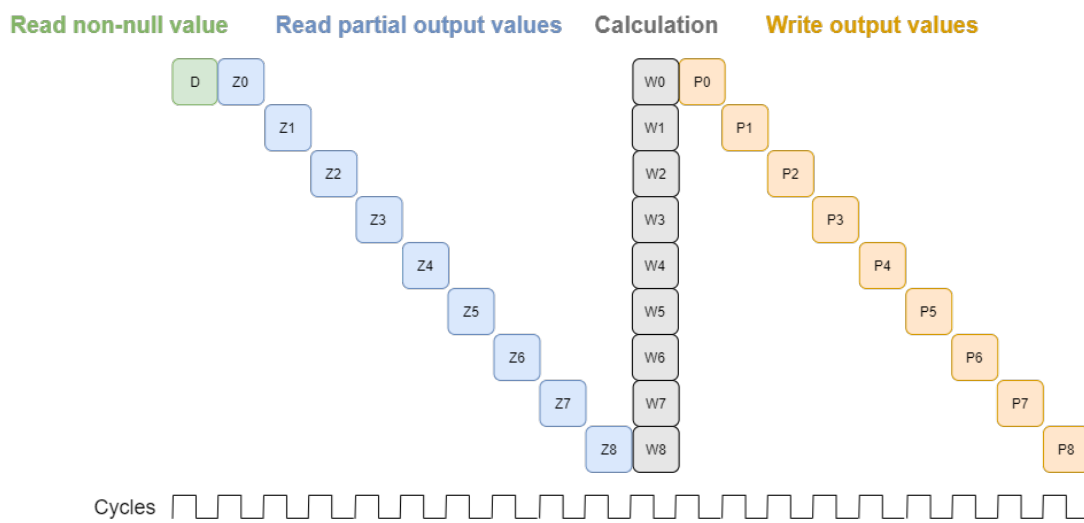 Read non-null value Read partial output values Calculation Write output values
D Z0 W0 P0
Z1 W1 P1
Z2 W2 P2
Z3 W3 P3
Z4 W4 P4
Z5 W5 P5
Z6 W6 P6
Z7 W7 P7
Z8 W8 P8
Cycles